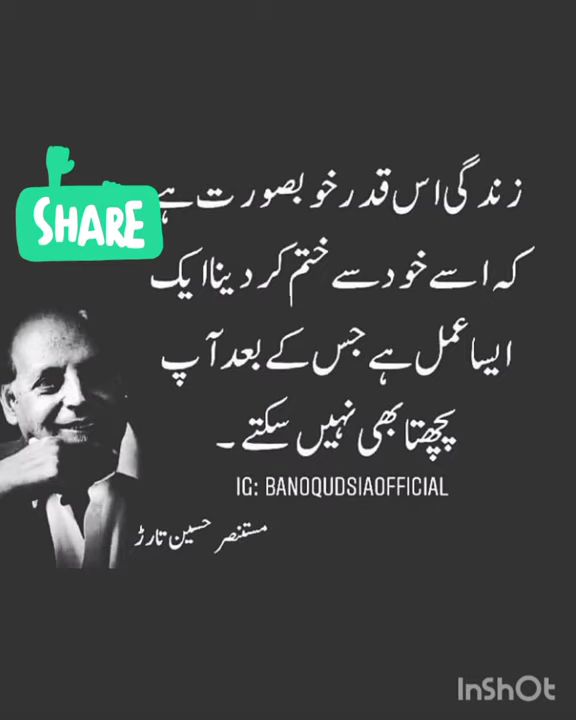 SHARE
زندگی اس قدر خوبصورت ہے
کہ اسے خود سے ختم کر دینا ایک
ایسا عمل ہے جس کے بعد آپ
پچھتا بھی نہیں سکتے ۔
IG: BANOQUDSIAOFFICIAL
مستنصر حسین تارڑ
InShOt